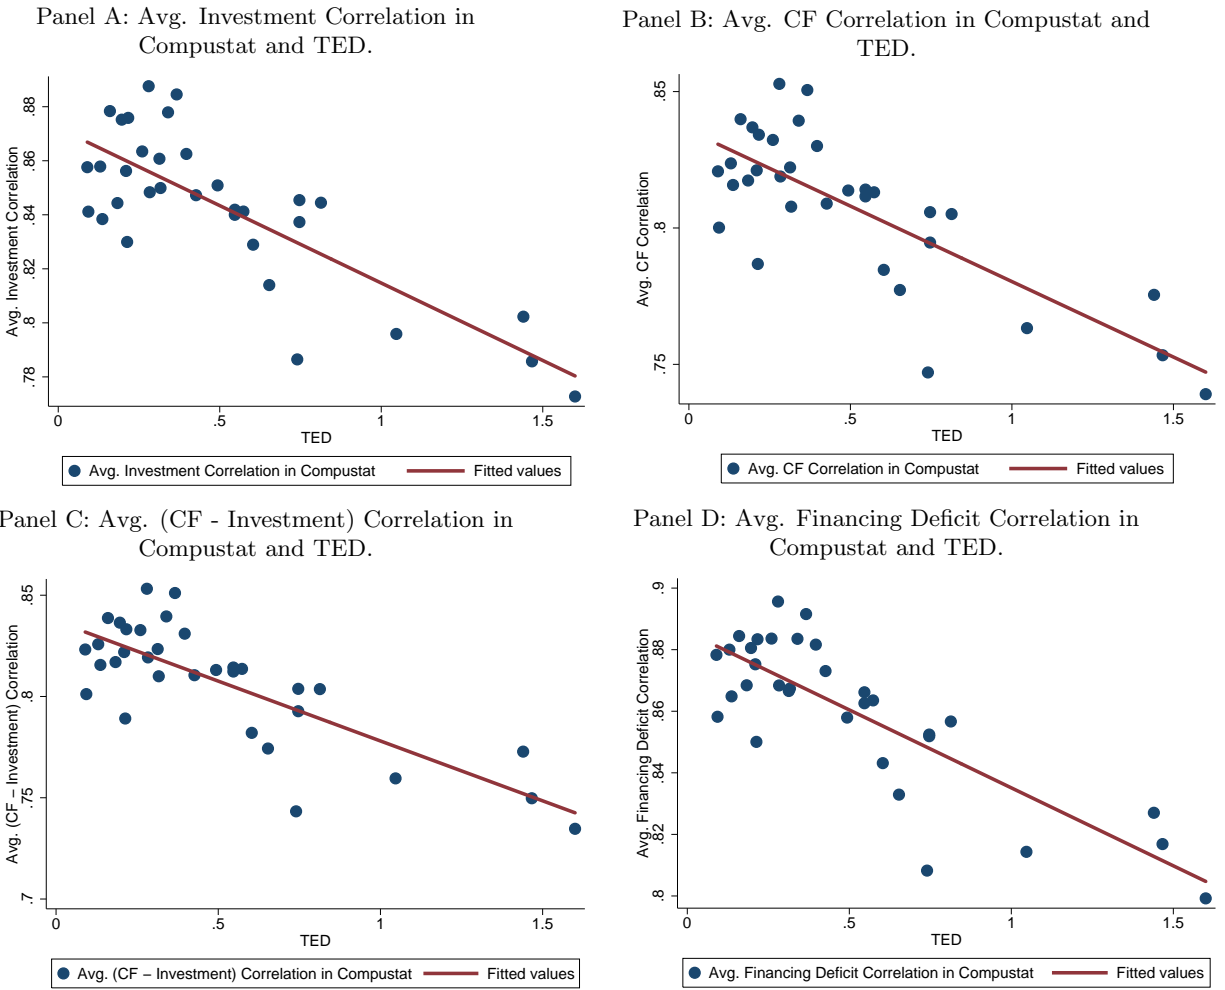 Panel A: Avg. Investment Correlation in
Compustat and TED.
Avg. Investment Correlation
.88
.86
.84
.82
.8
.78
0
.5
1
1.5
TED
Avg. Investment Correlation in Compustat
Fitted values
Panel B: Avg. CF Correlation in Compustat and
TED.
Avg. CF Correlation
.85
.8
.75
0
.5
1
1.5
TED
Avg. CF Correlation in Compustat
Fitted values
Panel C: Avg. (CF - Investment) Correlation in
Compustat and TED.
Avg. (CF – Investment) Correlation
.85
.8
.75
.7
0
.5
1
1.5
TED
Avg. (CF – Investment) Correlation in Compustat
Fitted values
Panel D: Avg. Financing Deficit Correlation in
Compustat and TED.
Avg. Financing Deficit Correlation
.9
.88
.86
.84
.82
.8
0
.5
1
1.5
TED
Avg. Financing Deficit Correlation in Compustat
Fitted values